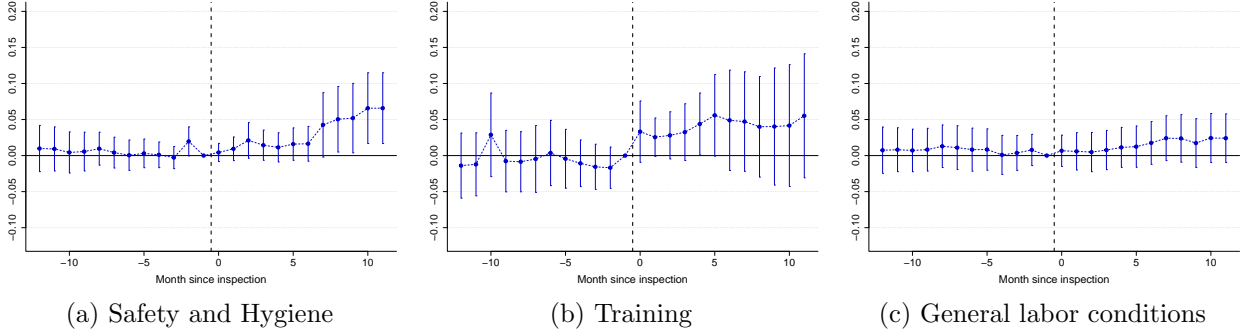 0.20
0.15
0.10
0.05
0.00
−0.05
−0.10
−10 −5 0 5 10
Month since inspection
(a) Safety and Hygiene
0.20
0.15
0.10
0.05
0.00
−0.05
−0.10
−10 −5 0 5 10
Month since inspection
(b) Training
0.20
0.15
0.10
0.05
0.00
−0.05
−0.10
−10 −5 0 5 10
Month since inspection
(c) General labor conditions